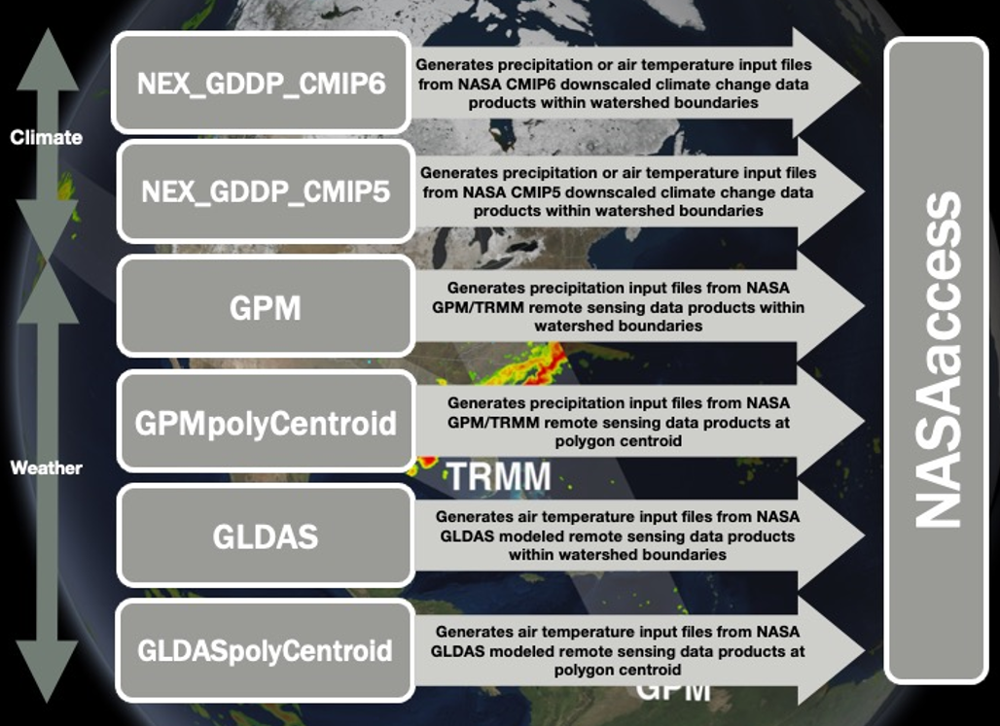 NEX_GDDP_CMIP6
Generates precipitation or air temperature input files
from NASA CMIP6 downscaled climate change data
products within watershed boundaries
Climate
NEX_GDDP_CMIP5
Generates precipitation or air temperature input files
from NASA CMIP5 downscaled climate change data
products within watershed boundaries
GPM
Generates precipitation input files from NASA
GPM/TRMM remote sensing data products within
watershed boundaries
GPMpolyCentroid
Generates precipitation input files from NASA
GPM/TRMM remote sensing data products at
polygon centroid
Weather
TRMM
GLDAS
Generates air temperature input files from NASA
GLDAS modeled remote sensing data products
within watershed boundaries
GLDASpolyCentroid
Generates air temperature input files from NASA
GLDAS modeled remote sensing data products at
polygon centroid
GPM
NASAaccess